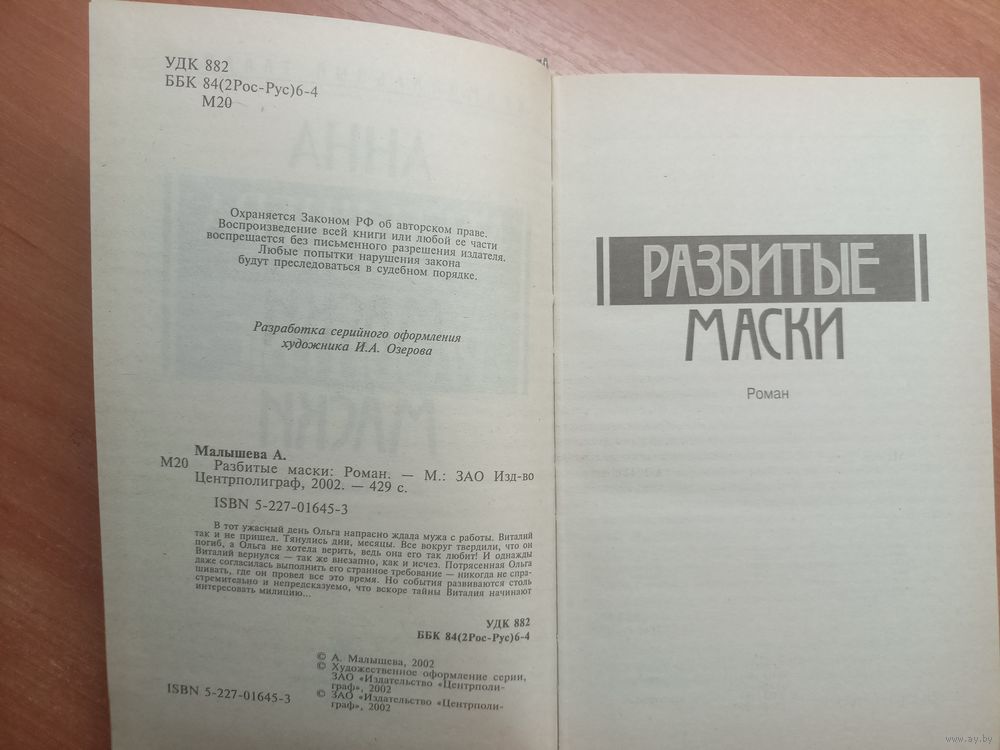 УДК 882
ББК 84(2Рос-Рус)6-4
М20
Охраняется Законом РФ об авторском праве.
Воспроизведение всей книги или любой ее части
воспрещается без письменного разрешения издателя.
Любые попытки нарушения закона
будут преследоваться в судебном порядке.
Разработка серийного оформления
художника И.А. Озерова
Малышева А.
М20 Разбитые маски: Роман. — М.: ЗАО Изд-во
Центрполиграф, 2002. — 429 с.
ISBN 5-227-01645-3
В тот ужасный день Ольга напрасно ждала мужа с работы. Виталий
так и не пришел. Тянулись дни, месяцы. Все вокруг твердили, что он
погиб, а Ольга не хотела верить, ведь она его так любит! И однажды
Виталий вернулся — так же внезапно, как и исчез. Потрясенная Ольга
даже согласилась выполнить его странное требование — никогда не спра-
шивать, где он провел все это время. Но события развиваются столь
стремительно и непредсказуемо, что вскоре тайны Виталия начинают
интересовать милицию...
УДК 882
ББК 84(2Рос-Рус)6-4
© А. Малышева, 2002
© Художественное оформление серии,
ЗАО «Издательство «Центрполи-
граф», 2002
© ЗАО «Издательство «Центрполи-
граф», 2002
ISBN 5-227-01645-3
РАЗБИТЫЕ
МАСКИ
Роман
АННА
МАСКИ
www.ay.by